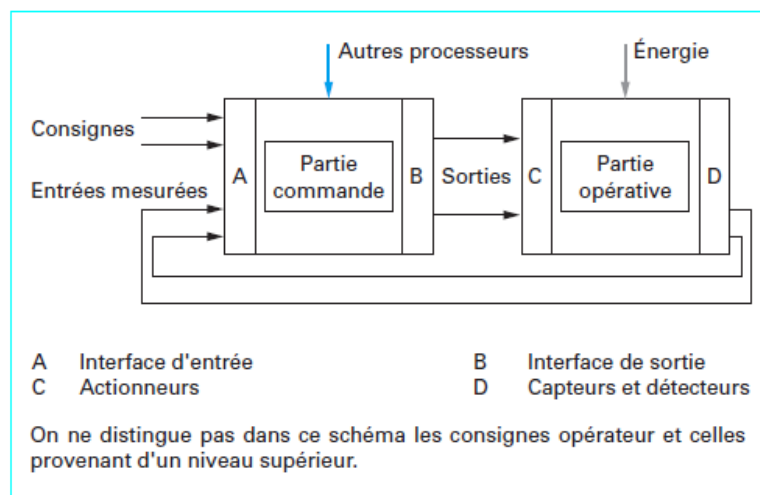 Autres processeurs
Énergie
Consignes
Entrées mesurées
A
Partie
commande
B
Sorties
C
Partie
opérative
D
A Interface d'entrée
B Interface de sortie
C Actionneurs
D Capteurs et détecteurs
On ne distingue pas dans ce schéma les consignes opérateur et celles
provenant d'un niveau supérieur.